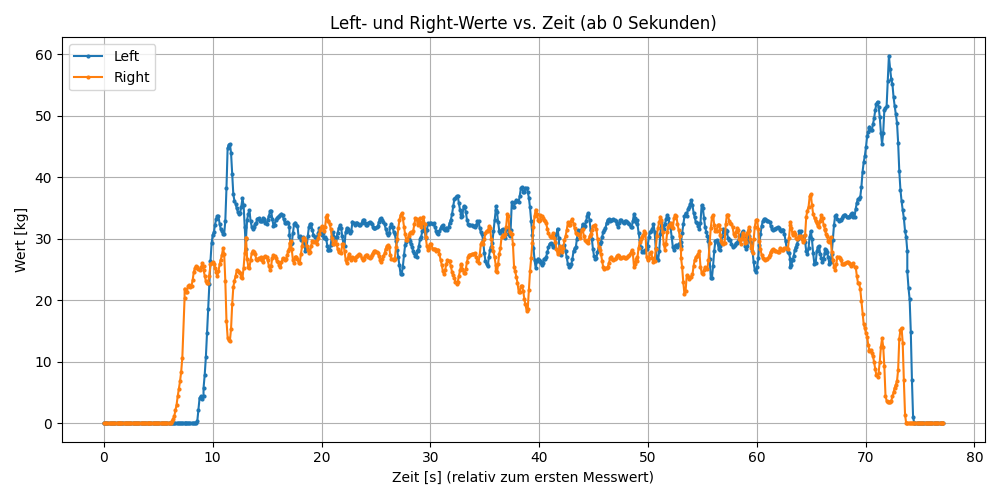 Left- und Right-Werte vs. Zeit (ab 0 Sekunden)
Left
Right
Wert [kg]
60
50
40
30
20
10
0
0 10 20 30 40 50 60 70 80
Zeit [s] (relativ zum ersten Messwert)